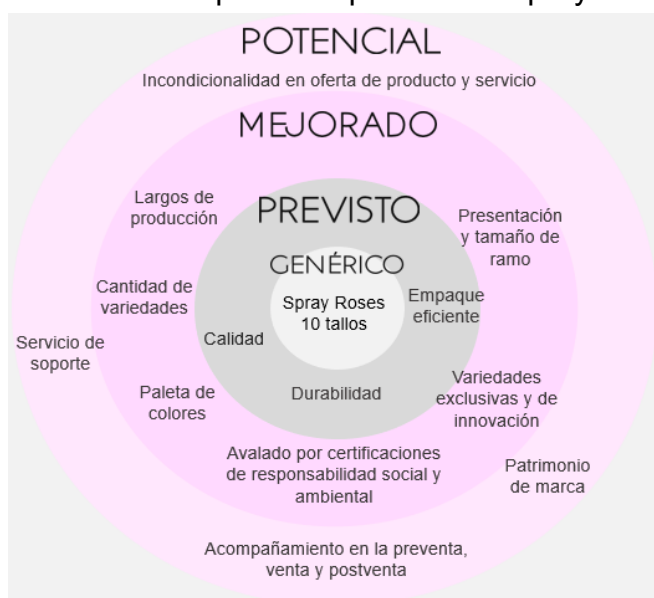 POTENCIAL
Incondicionalidad en oferta de producto y servicio
MEJORADO
Largos de
producción
PREVISTO
Presentación
y tamaño de
ramo
GENÉRICO
Cantidad de
variedades
Spray Roses
10 tallos
Empaque
eficiente
Servicio de
soporte
Calidad
Paleta de
colores
Durabilidad
Variedades
exclusivas y de
innovación
Avalado por certificaciones
de responsabilidad social y
ambiental
Patrimonio
de marca
Acompañamiento en la preventa,
venta y postventa